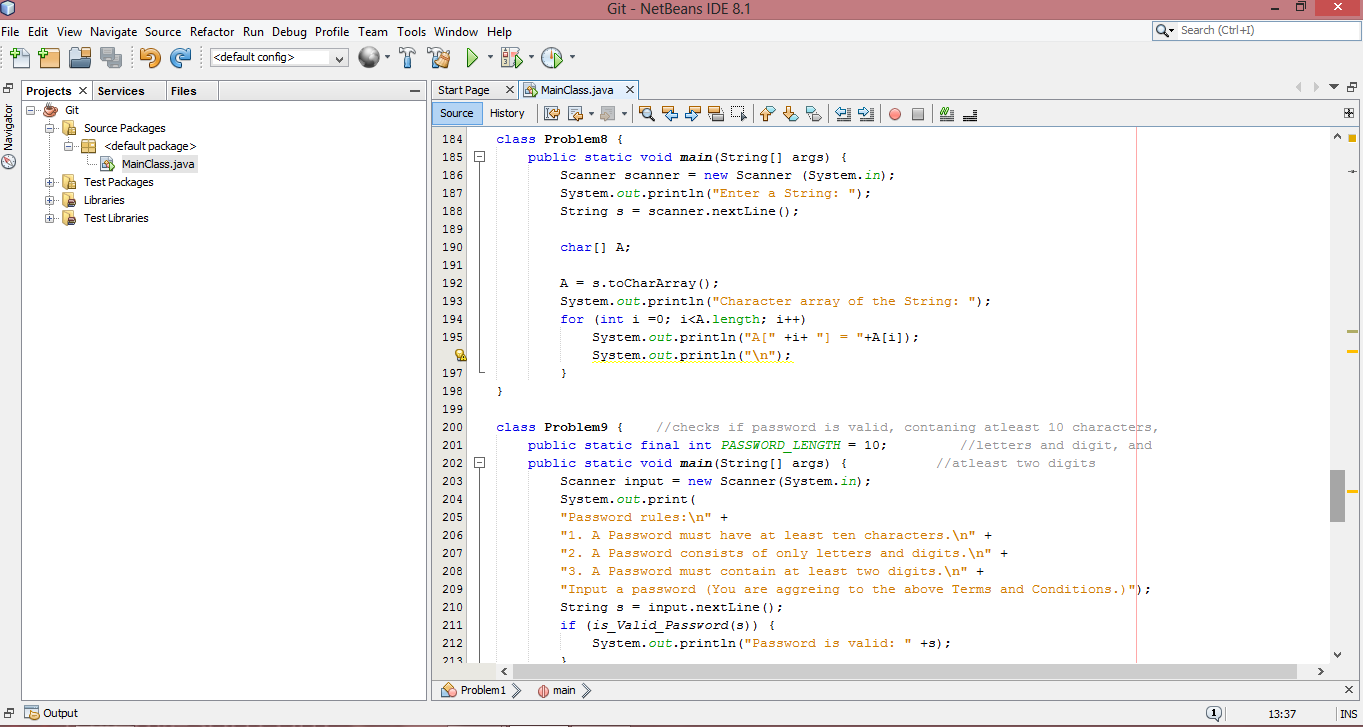 Git - NetBeans IDE 8.1
File Edit View Navigate Source Refactor Run Debug Profile Team Tools Window Help
Search (Ctrl+I)
<default config>
Projects Services Files
Navigator
Git
Source Packages
<default package>
MainClass.java
Test Packages
Libraries
Test Libraries
Start Page MainClass.java
Source History
184 class Problem8 {
185 public static void main(String[] args) {
186 Scanner scanner = new Scanner (System.in);
187 System.out.println("Enter a String: ");
188 String s = scanner.nextLine();
189
190 char[] A;
191
192 A = s.toCharArray();
193 System.out.println("Character array of the String: ");
194 for (int i =0; i<A.length; i++)
195 System.out.println("A[" +i+ "] = "+A[i]);
System.out.println("\n");
197 }
198 }
199
200 class Problem9 { //checks if password is valid, contaning atleast 10 characters,
201 public static final int PASSWORD_LENGTH = 10; //letters and digit, and
202 public static void main(String[] args) { //atleast two digits
203 Scanner input = new Scanner(System.in);
204 System.out.print(
205 "Password rules:\n" +
206 "1. A Password must have at least ten characters.\n" +
207 "2. A Password consists of only letters and digits.\n" +
208 "3. A Password must contain at least two digits.\n" +
209 "Input a password (You are aggreing to the above Terms and Conditions.)");
210 String s = input.nextLine();
211 if (is_Valid_Password(s)) {
212 System.out.println("Password is valid: " +s);
213 }
Problem1 main
Output
1 13:37 INS